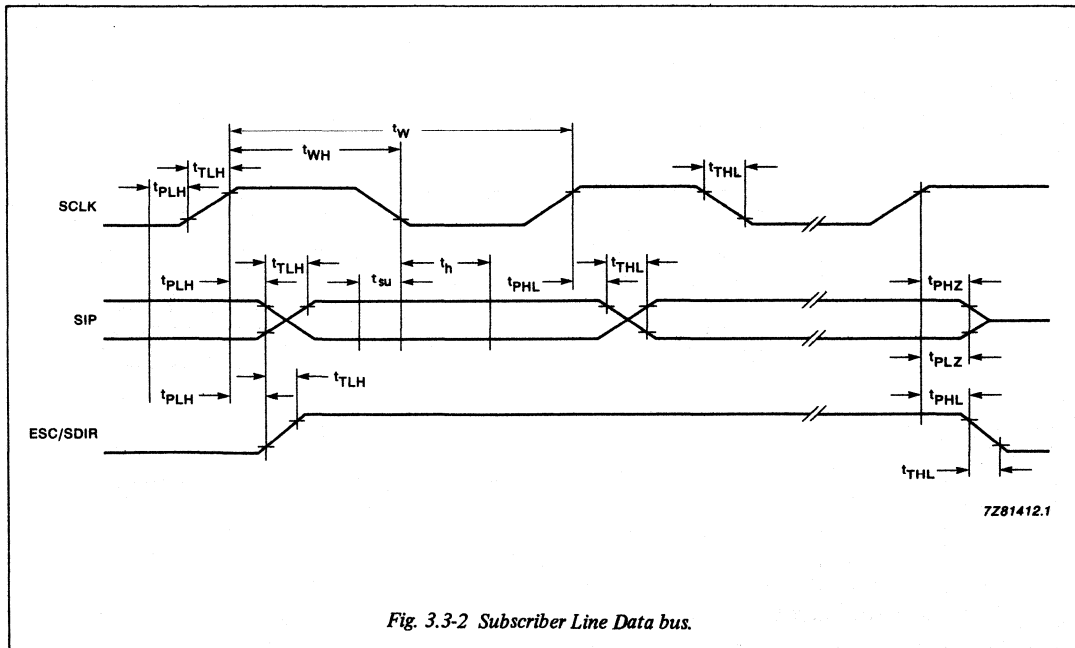 tW
tWH
tTLH
tTHL
tPLH
SCLK
tTLH
th
tTHL
tPLH
tsu
tPHL
tPHZ
SIP
tPLZ
tTLH
tPLH
tPHL
ESC/SDIR
tTHL
7Z81412.1
Fig. 3.3-2 Subscriber Line Data bus.